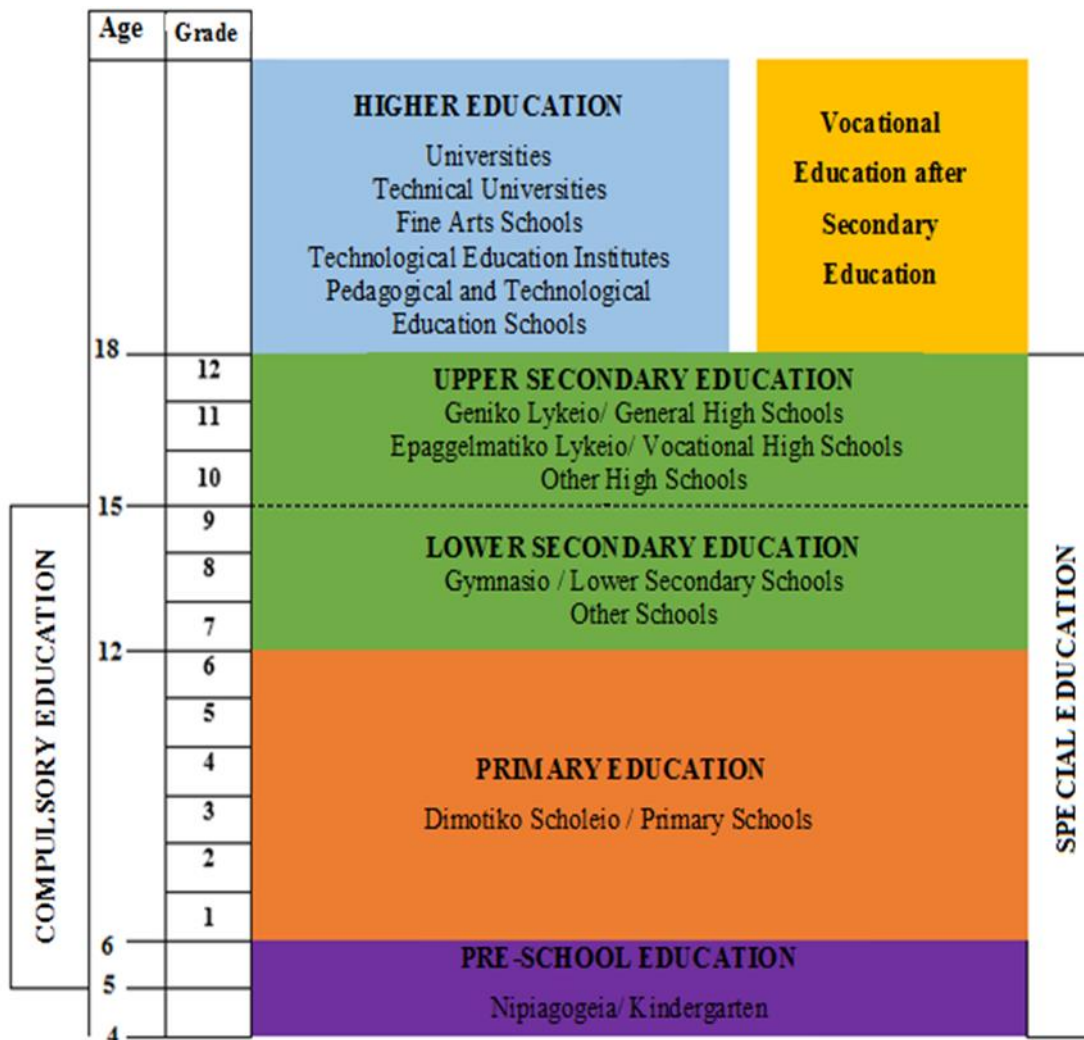 Age Grade
HIGHER EDUCATION
Universities
Technical Universities
Fine Arts Schools
Technological Education Institutes
Pedagogical and Technological
Education Schools
Vocational
Education after
Secondary
Education
18
12
UPPER SECONDARY EDUCATION
11
Geniko Lykeio/ General High Schools
Epaggelmatiko Lykeio/ Vocational High Schools
10
Other High Schools
15
9
LOWER SECONDARY EDUCATION
8
Gymnasio / Lower Secondary Schools
7
Other Schools
12
6
5
4
PRIMARY EDUCATION
3
Dimotiko Scholeio / Primary Schools
2
1
6
PRE-SCHOOL EDUCATION
5
Nipiagogeia/ Kindergarten
4
COMPULSORY EDUCATION
SPECIAL EDUCATION